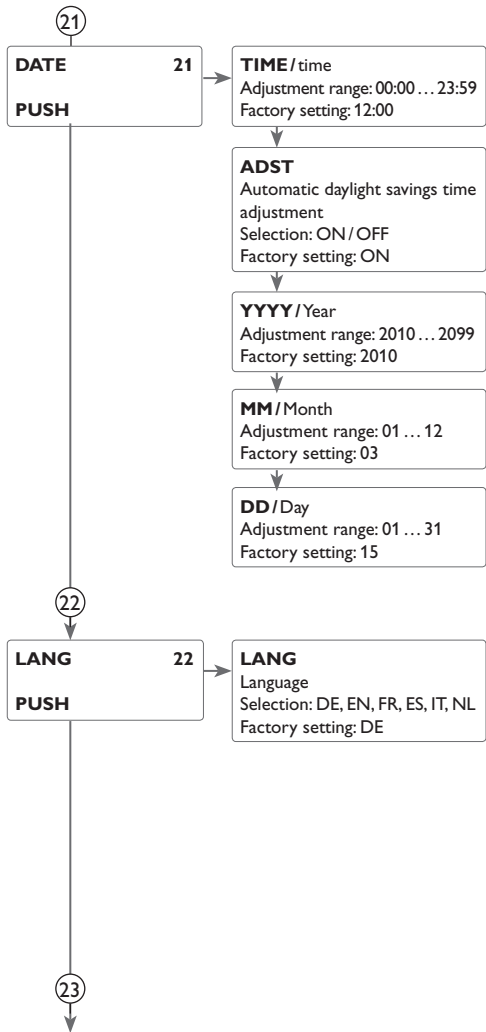 21
DATE 21
PUSH
TIME / time
Adjustment range: 00:00 … 23:59
Factory setting: 12:00
ADST
Automatic daylight savings time
adjustment
Selection: ON / OFF
Factory setting: ON
YYYY / Year
Adjustment range: 2010 … 2099
Factory setting: 2010
MM / Month
Adjustment range: 01 … 12
Factory setting: 03
DD / Day
Adjustment range: 01 … 31
Factory setting: 15
22
LANG 22
PUSH
LANG
Language
Selection: DE, EN, FR, ES, IT, NL
Factory setting: DE
23